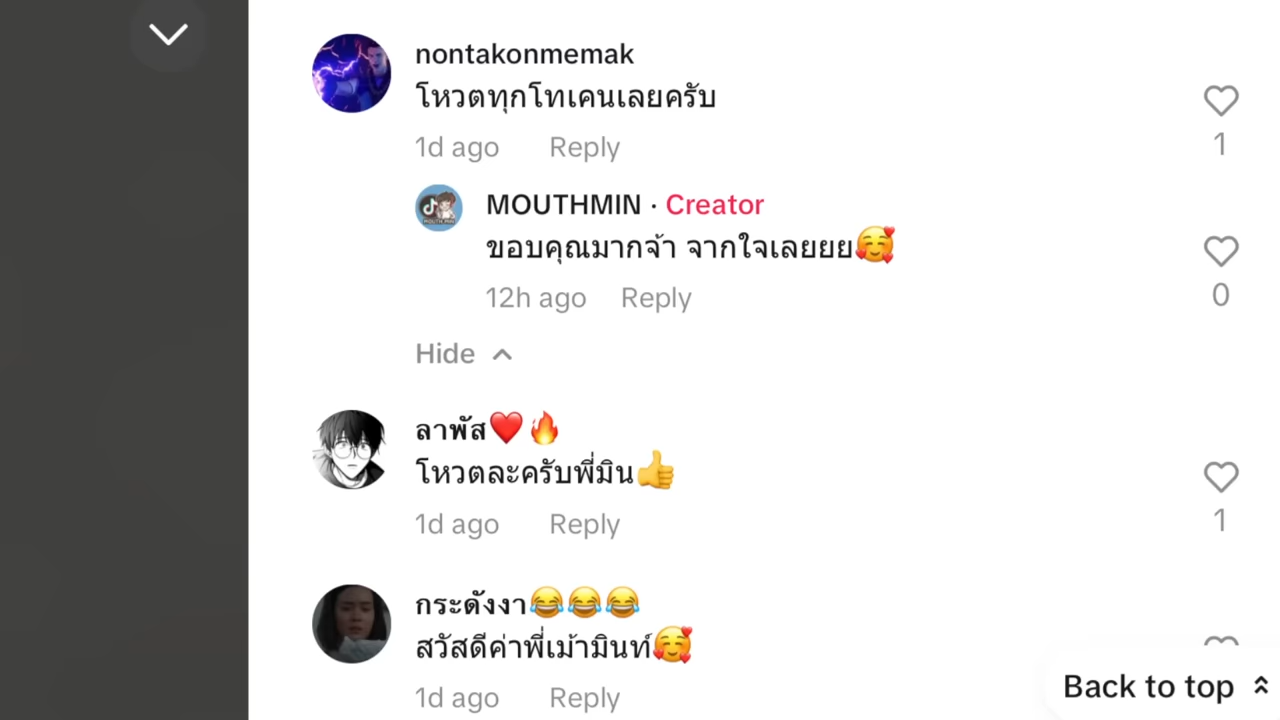 nontakonmemak
โหวตทุกโทเคนเลยครับ
1d ago Reply
1
MOUTHMIN · Creator
ขอบคุณมากจ้า จากใจเลยยย🥰
12h ago Reply
0
Hide
ลาพัส❤️🔥
โหวตละครับพี่มิน👍
1d ago Reply
1
กระดังงา😂😂😂
สวัสดีค่าพี่เม้ามินท์🥰
1d ago Reply
Back to top